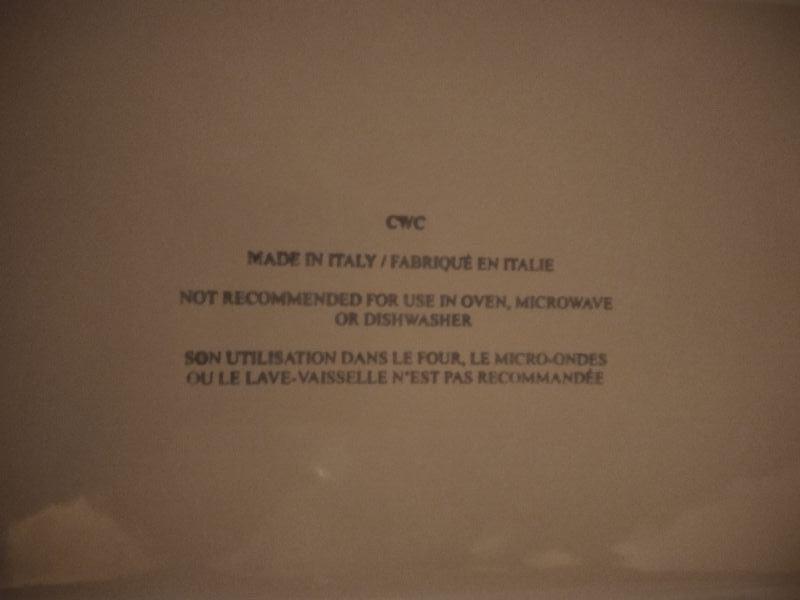 CWC
MADE IN ITALY / FABRIQUÉ EN ITALIE
NOT RECOMMENDED FOR USE IN OVEN, MICROWAVE
OR DISHWASHER
SON UTILISATION DANS LE FOUR, LE MICRO-ONDES
OU LE LAVE-VAISSELLE N'EST PAS RECOMMANDÉE